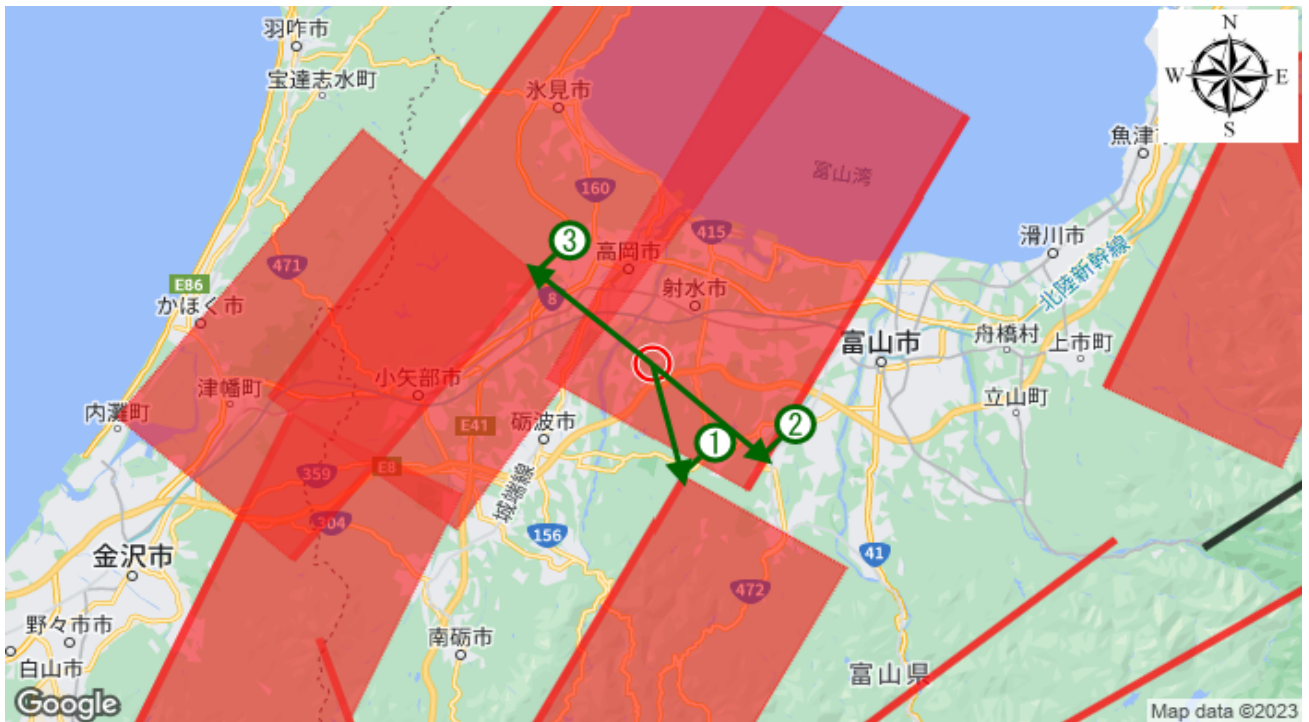 羽咋市
宝達志水町
氷見市
N
W
E
S
魚津市
富山湾
160
415
滑川市
③
高岡市
471
E86
かほく市
8
射水市
北陸新幹線
富山市
舟橋村
上市町
小矢部市
津幡町
内灘町
立山町
砺波市
E41
②
①
E8
359
城端線
304
156
金沢市
41
472
野々市市
南砺市
白山市
富山県
Google
Map data ©2023